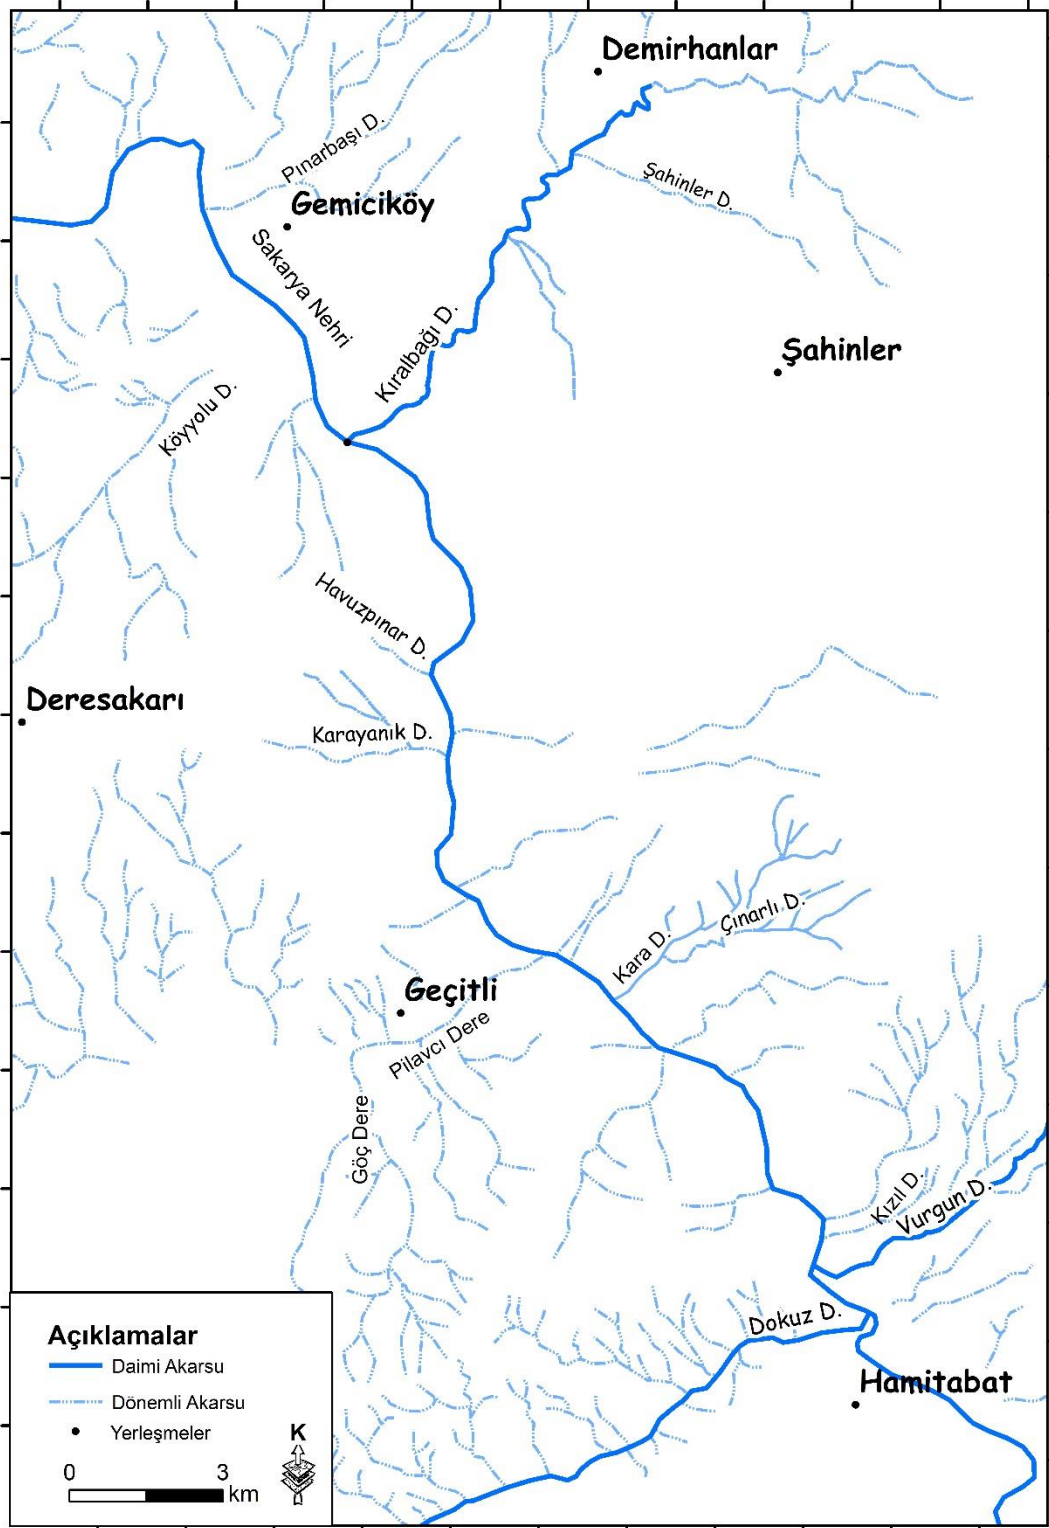 Demirhanlar
Pınarbaşı D.
Şahinler D.
Gemiciköy
Sakarya Nehri
Kıralbağı D.
Şahinler
Köyyolu D.
Havuzpınar D.
Deresakarı
Karayanık D.
Çınarlı D.
Kara D.
Geçitli
Pilavcı Dere
Göç Dere
Kızıl D.
Vurgun D.
Dokuz D.
Hamitabat
Açıklamalar
Daimi Akarsu
Dönemli Akarsu
Yerleşmeler
K
0 3
km